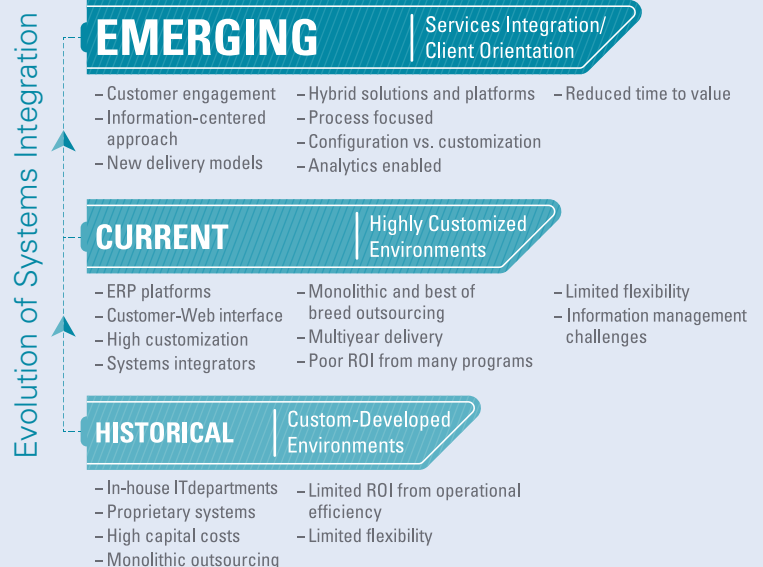 Evolution of Systems Integration
EMERGING
Services Integration/
Client Orientation
– Customer engagement
– Information-centered
approach
– New delivery models
– Hybrid solutions and platforms
– Process focused
– Configuration vs. customization
– Analytics enabled
– Reduced time to value
CURRENT
Highly Customized
Environments
– ERP platforms
– Customer-Web interface
– High customization
– Systems integrators
– Monolithic and best of
breed outsourcing
– Multiyear delivery
– Poor ROI from many programs
– Limited flexibility
– Information management
challenges
HISTORICAL
Custom-Developed
Environments
– In-house ITdepartments
– Proprietary systems
– High capital costs
– Monolithic outsourcing
– Limited ROI from operational
efficiency
– Limited flexibility